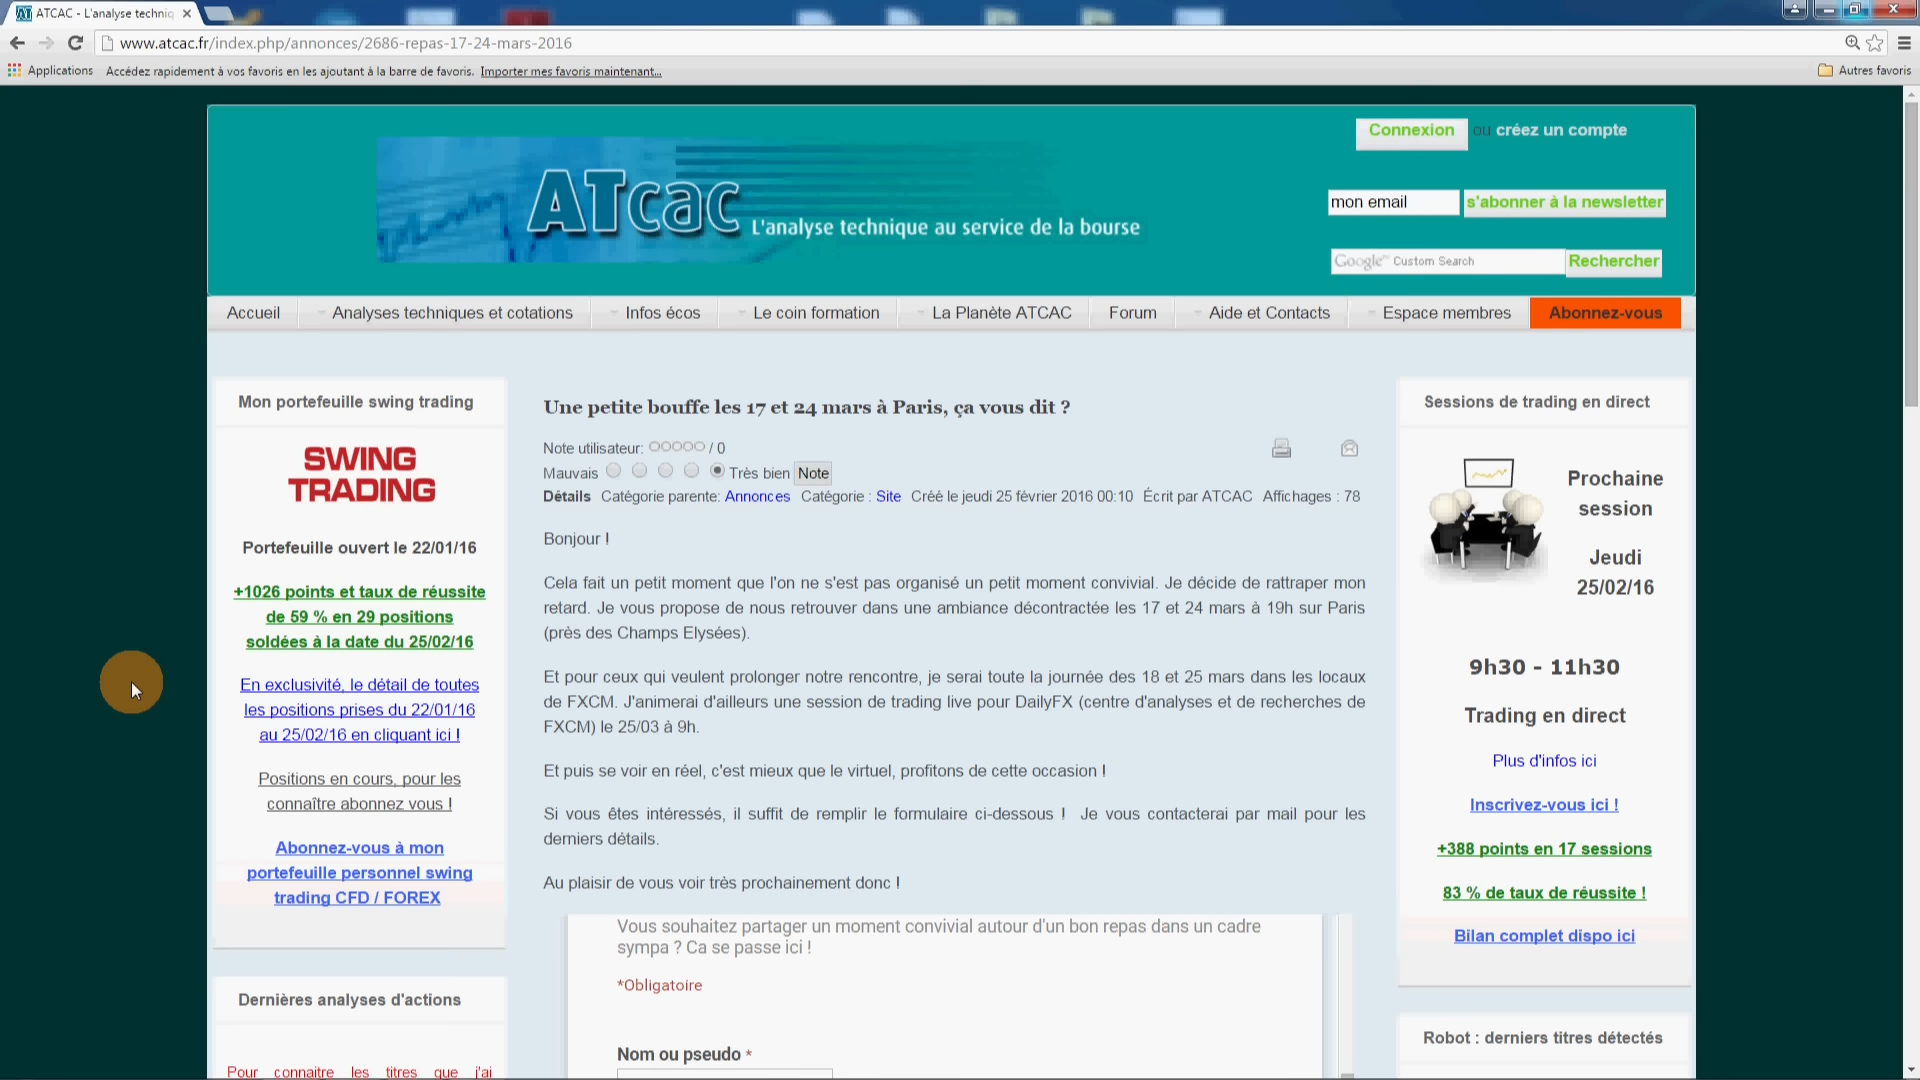 ATCAC - L'analyse techniq
www.atcac.fr/index.php/annonces/2686-repas-17-24-mars-2016
Applications Accédez rapidement à vos favoris en les ajoutant à la barre de favoris. Importer mes favoris maintenant... Autres favoris
Connexion ou créez un compte
ATcac
L'analyse technique au service de la bourse
mon email s'abonner à la newsletter
Google™ Custom Search Rechercher
Accueil Analyses techniques et cotations Infos écos Le coin formation La Planète ATCAC Forum Aide et Contacts Espace membres Abonnez-vous
Mon portefeuille swing trading
SWING
TRADING
Portefeuille ouvert le 22/01/16
+1026 points et taux de réussite
de 59 % en 29 positions
soldées à la date du 25/02/16
En exclusivité, le détail de toutes
les positions prises du 22/01/16
au 25/02/16 en cliquant ici !
Positions en cours, pour les
connaître abonnez vous !
Abonnez-vous à mon
portefeuille personnel swing
trading CFD / FOREX
Dernières analyses d'actions
Pour connaitre les titres que j'ai
Une petite bouffe les 17 et 24 mars à Paris, ça vous dit ?
Note utilisateur: / 0
Mauvais Très bien Note
Détails Catégorie parente: Annonces Catégorie : Site Créé le jeudi 25 février 2016 00:10 Écrit par ATCAC Affichages : 78
Bonjour !
Cela fait un petit moment que l'on ne s'est pas organisé un petit moment convivial. Je décide de rattraper mon
retard. Je vous propose de nous retrouver dans une ambiance décontractée les 17 et 24 mars à 19h sur Paris
(près des Champs Elysées).
Et pour ceux qui veulent prolonger notre rencontre, je serai toute la journée des 18 et 25 mars dans les locaux
de FXCM. J'animerai d'ailleurs une session de trading live pour DailyFX (centre d'analyses et de recherches de
FXCM) le 25/03 à 9h.
Et puis se voir en réel, c'est mieux que le virtuel, profitons de cette occasion !
Si vous êtes intéressés, il suffit de remplir le formulaire ci-dessous ! Je vous contacterai par mail pour les
derniers détails.
Au plaisir de vous voir très prochainement donc !
Vous souhaitez partager un moment convivial autour d'un bon repas dans un cadre
sympa ? Ca se passe ici !
*Obligatoire
Nom ou pseudo *
Sessions de trading en direct
Prochaine
session
Jeudi
25/02/16
9h30 - 11h30
Trading en direct
Plus d'infos ici
Inscrivez-vous ici !
+388 points en 17 sessions
83 % de taux de réussite !
Bilan complet dispo ici
Robot : derniers titres détectés